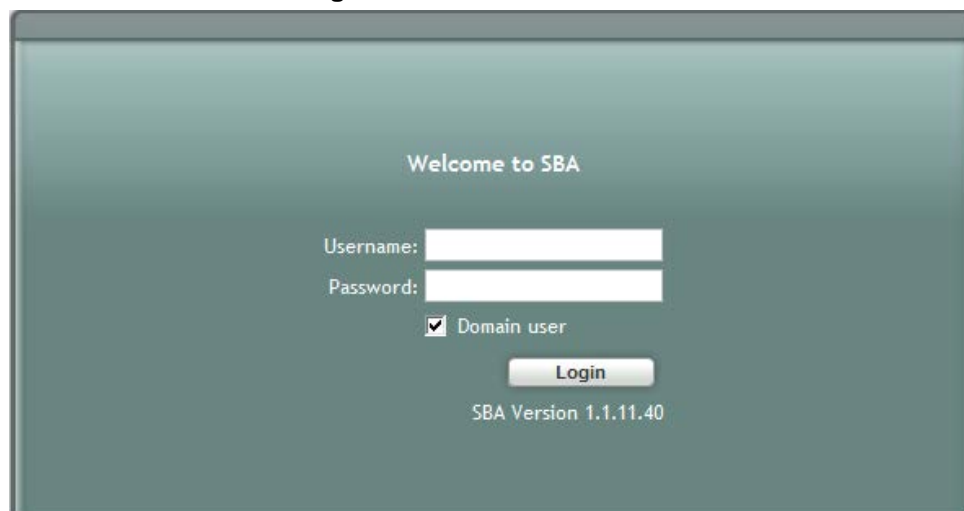 Welcome to SBA
Username:
Password:
Domain user
Login
SBA Version 1.1.11.40